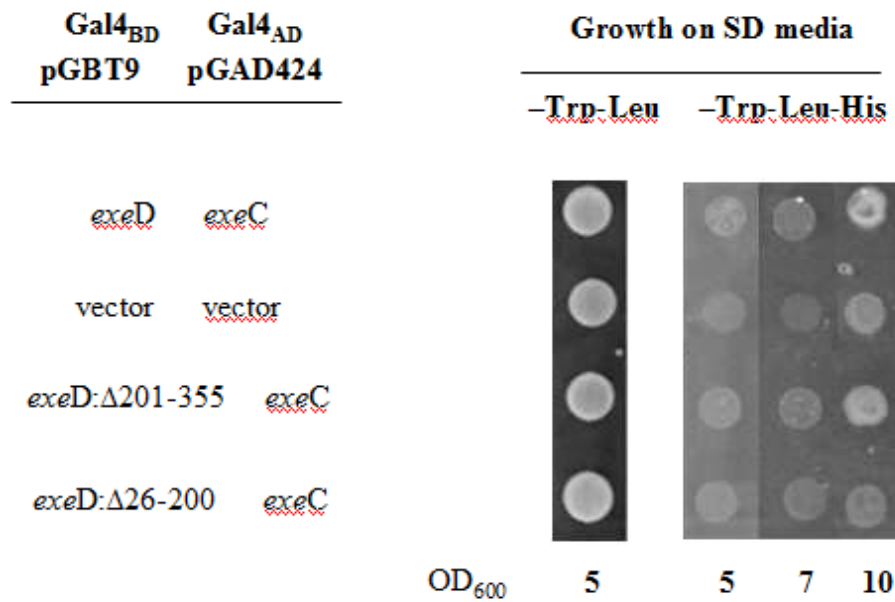 Gal4BD Gal4AD
pGBT9 pGAD424
Growth on SD media
–Trp-Leu –Trp-Leu-His
exeD exeC
vector vector
exeD:Δ201-355 exeC
exeD:Δ26-200 exeC
OD600 5 5 7 10